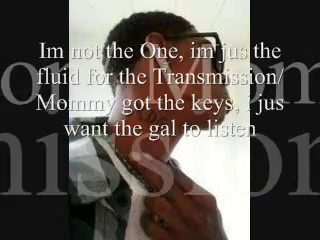 Im not the One, im jus the
fluid for the Transmission/
Mommy got the keys, i jus
want the gal to listen